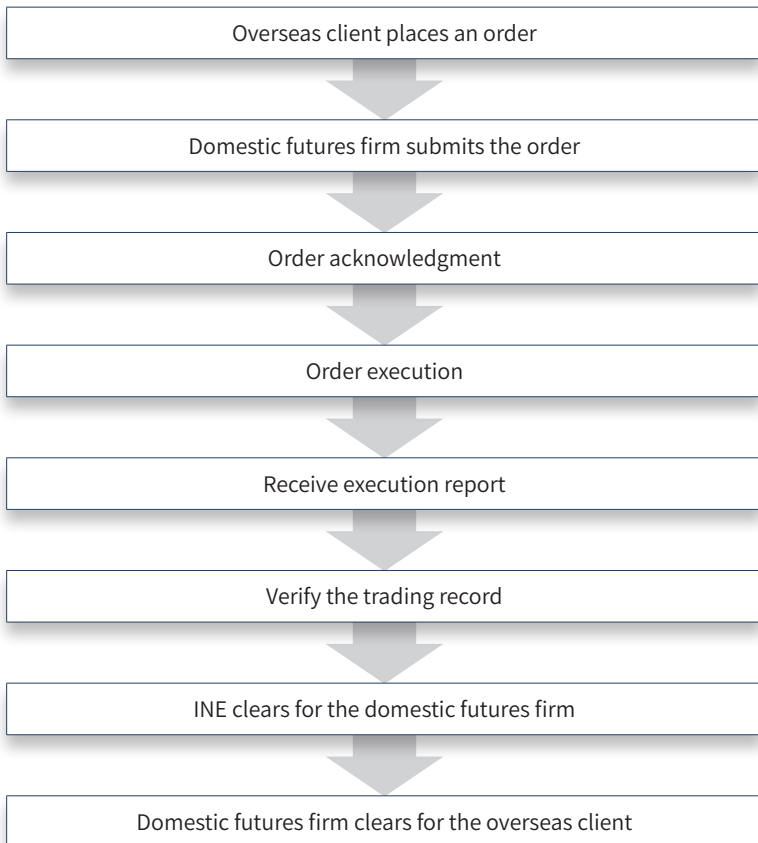 Overseas client places an order
Domestic futures firm submits the order
Order acknowledgment
Order execution
Receive execution report
Verify the trading record
INE clears for the domestic futures firm
Domestic futures firm clears for the overseas client